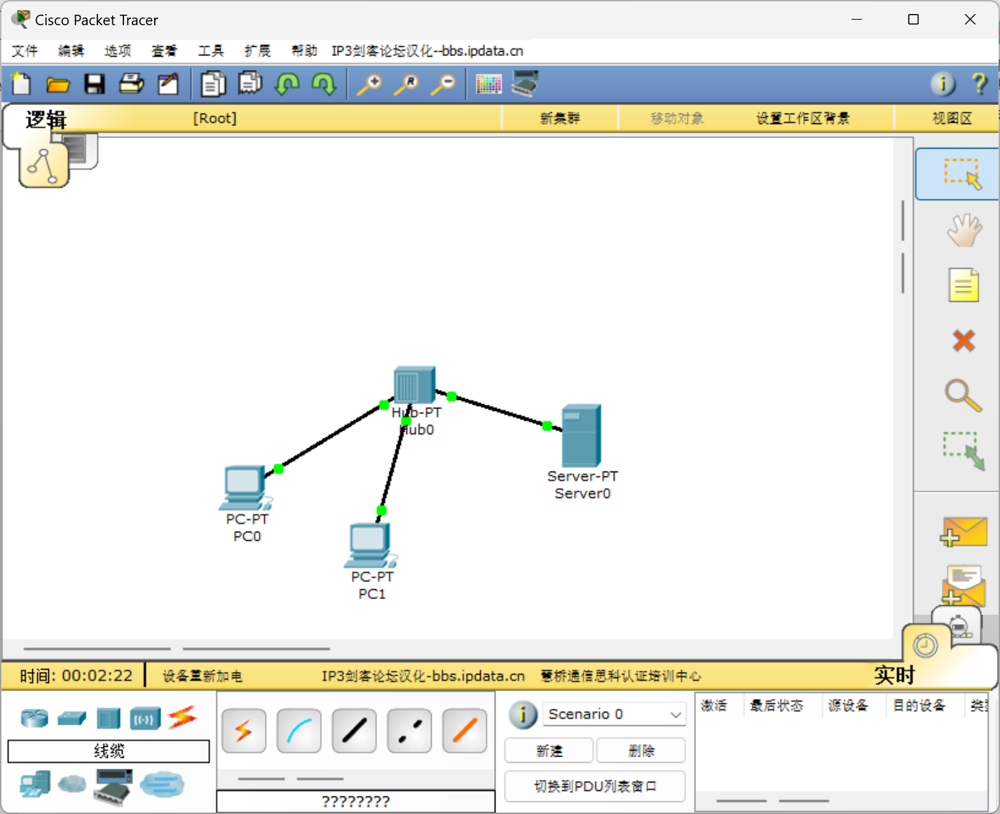 Cisco Packet Tracer
文件 编辑 选项 查看 工具 扩展 帮助 IP3剑客论坛汉化--bbs.ipdata.cn
逻辑 [Root] 新集群 移动对象 设置工作区背景 视图区
Hub-PT
Hub0
Server-PT
Server0
PC-PT
PC0
PC-PT
PC1
时间: 00:02:22 设备重新加电 IP3剑客论坛汉化-bbs.ipdata.cn 慧桥通信思科认证培训中心 实时
激活 最后状态 源设备 目的设备
Scenario 0
线缆
新建 删除
切换到PDU列表窗口
????????